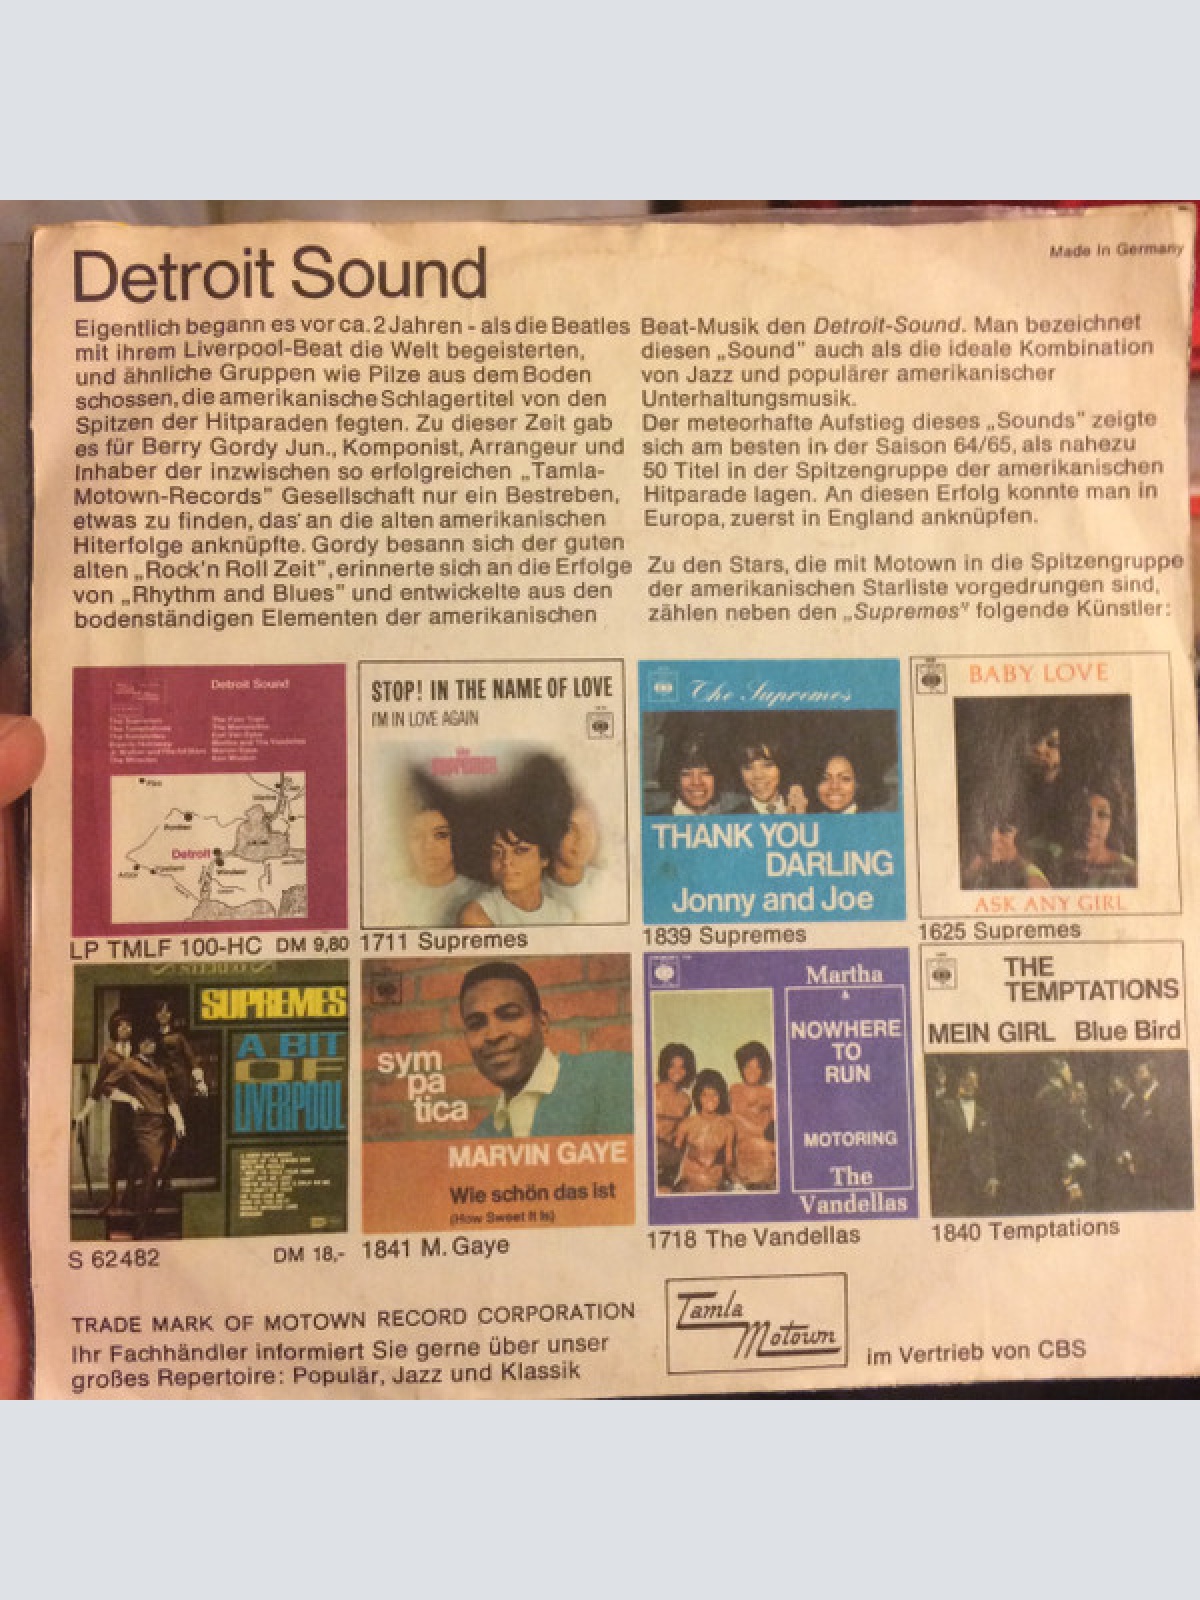 Detroit Sound
Made In Germany
Eigentlich begann es vor ca. 2 Jahren - als die Beatles
mit ihrem Liverpool-Beat die Welt begeisterten,
und ähnliche Gruppen wie Pilze aus dem Boden
schossen, die amerikanische Schlagertitel von den
Spitzen der Hitparaden fegten. Zu dieser Zeit gab
es für Berry Gordy Jun., Komponist, Arrangeur und
Inhaber der inzwischen so erfolgreichen „Tamla-
Motown-Records" Gesellschaft nur ein Bestreben,
etwas zu finden, das an die alten amerikanischen
Hiterfolge anknüpfte. Gordy besann sich der guten
alten „Rock'n Roll Zeit", erinnerte sich an die Erfolge
von „Rhythm and Blues" und entwickelte aus den
bodenständigen Elementen der amerikanischen
Beat-Musik den Detroit-Sound. Man bezeichnet
diesen „Sound" auch als die ideale Kombination
von Jazz und populärer amerikanischer
Unterhaltungsmusik.
Der meteorhafte Aufstieg dieses „Sounds" zeigte
sich am besten in der Saison 64/65, als nahezu
50 Titel in der Spitzengruppe der amerikanischen
Hitparade lagen. An diesen Erfolg konnte man in
Europa, zuerst in England anknüpfen.
Zu den Stars, die mit Motown in die Spitzengruppe
der amerikanischen Starliste vorgedrungen sind,
zählen neben den „Supremes" folgende Künstler:
Detroit Sound
Detroit
LP TMLF 100-HC DM 9,80
STOP! IN THE NAME OF LOVE
I'M IN LOVE AGAIN
the
supremes
1711 Supremes
The Supremes
THANK YOU
DARLING
Jonny and Joe
1839 Supremes
BABY LOVE
ASK ANY GIRL
1625 Supremes
STEREO
SUPREMES
A BIT
OF
LIVERPOOL
S 62482 DM 18,-
sym
pa
tica
MARVIN GAYE
Wie schön das ist
(How Sweet It Is)
1841 M. Gaye
Martha
&
NOWHERE
TO
RUN
MOTORING
The
Vandellas
1718 The Vandellas
THE
TEMPTATIONS
MEIN GIRL Blue Bird
1840 Temptations
TRADE MARK OF MOTOWN RECORD CORPORATION
Ihr Fachhändler informiert Sie gerne über unser
großes Repertoire: Populär, Jazz und Klassik
Tamla
Motown
im Vertrieb von CBS